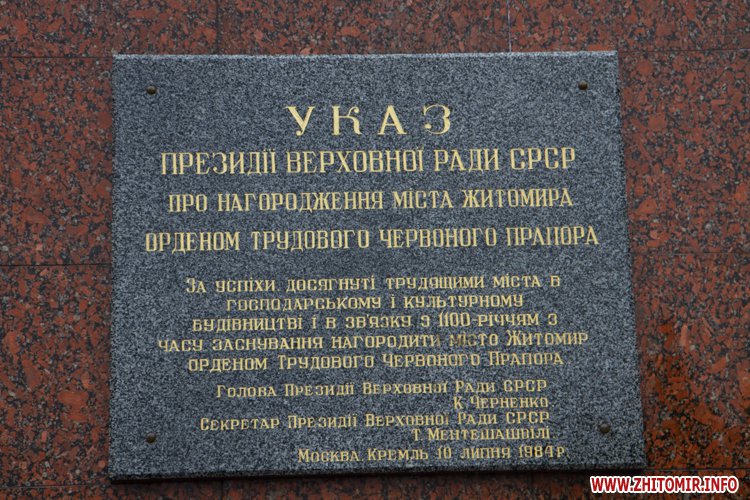 УКАЗ
ПРЕЗИДІЇ ВЕРХОВНОЇ РАДИ СРСР
ПРО НАГОРОДЖЕННЯ МІСТА ЖИТОМИРА
ОРДЕНОМ ТРУДОВОГО ЧЕРВОНОГО ПРАПОРА
ЗА УСПІХИ, ДОСЯГНУТІ ТРУДЯЩИМИ МІСТА В
ГОСПОДАРСЬКОМУ І КУЛЬТУРНОМУ
БУДІВНИЦТВІ І В ЗВ'ЯЗКУ З 1100-РІЧЧЯМ З
ЧАСУ ЗАСНУВАННЯ НАГОРОДИТИ МІСТО ЖИТОМИР
ОРДЕНОМ ТРУДОВОГО ЧЕРВОНОГО ПРАПОРА
ГОЛОВА ПРЕЗИДІЇ ВЕРХОВНОЇ РАДИ СРСР
К.ЧЕРНЕНКО
СЕКРЕТАР ПРЕЗИДІЇ ВЕРХОВНОЇ РАДИ СРСР
Т.МЕНТЕШАШВІЛІ
МОСКВА КРЕМЛЬ 10 ЛИПНЯ 1984Г
WWW.ZHITOMIR.INFO